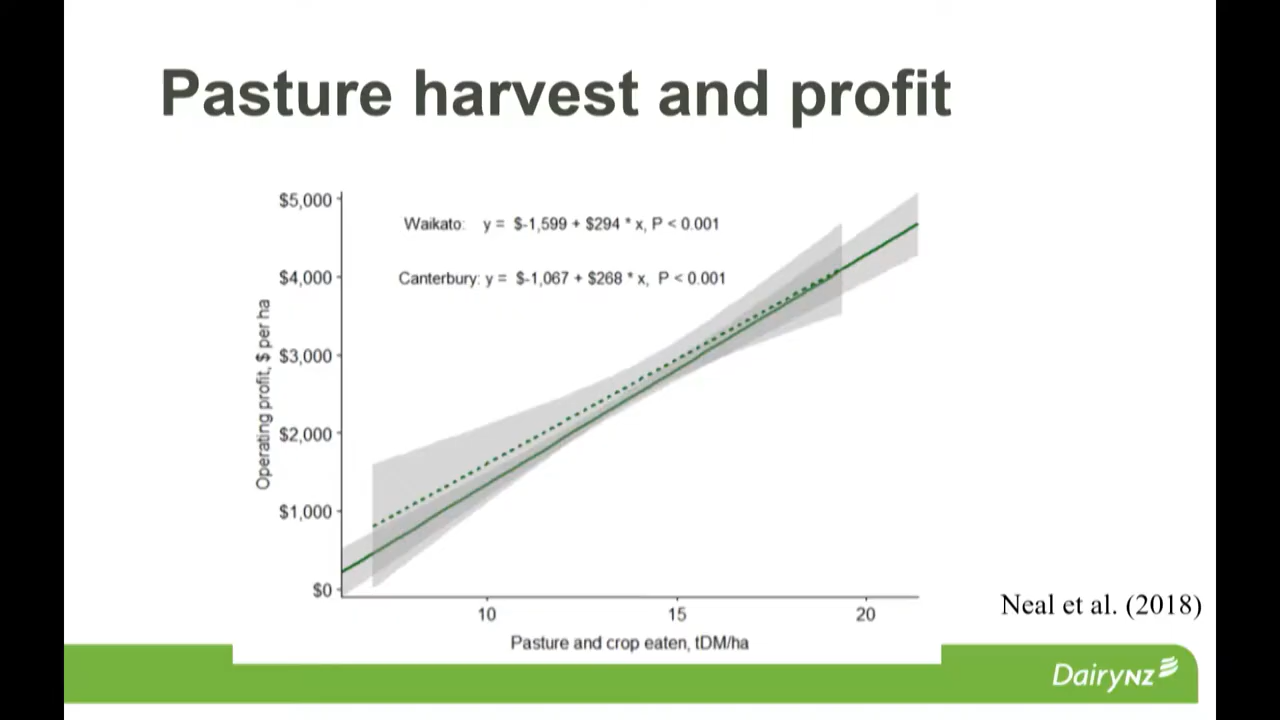 Pasture harvest and profit
$5,000
$4,000
$3,000
$2,000
$1,000
$0
Operating profit, $ per ha
Waikato: y = $-1,599 + $294 * x, P < 0.001
Canterbury: y = $-1,067 + $268 * x, P < 0.001
10 15 20
Pasture and crop eaten, tDM/ha
Neal et al. (2018)
DairyNZ